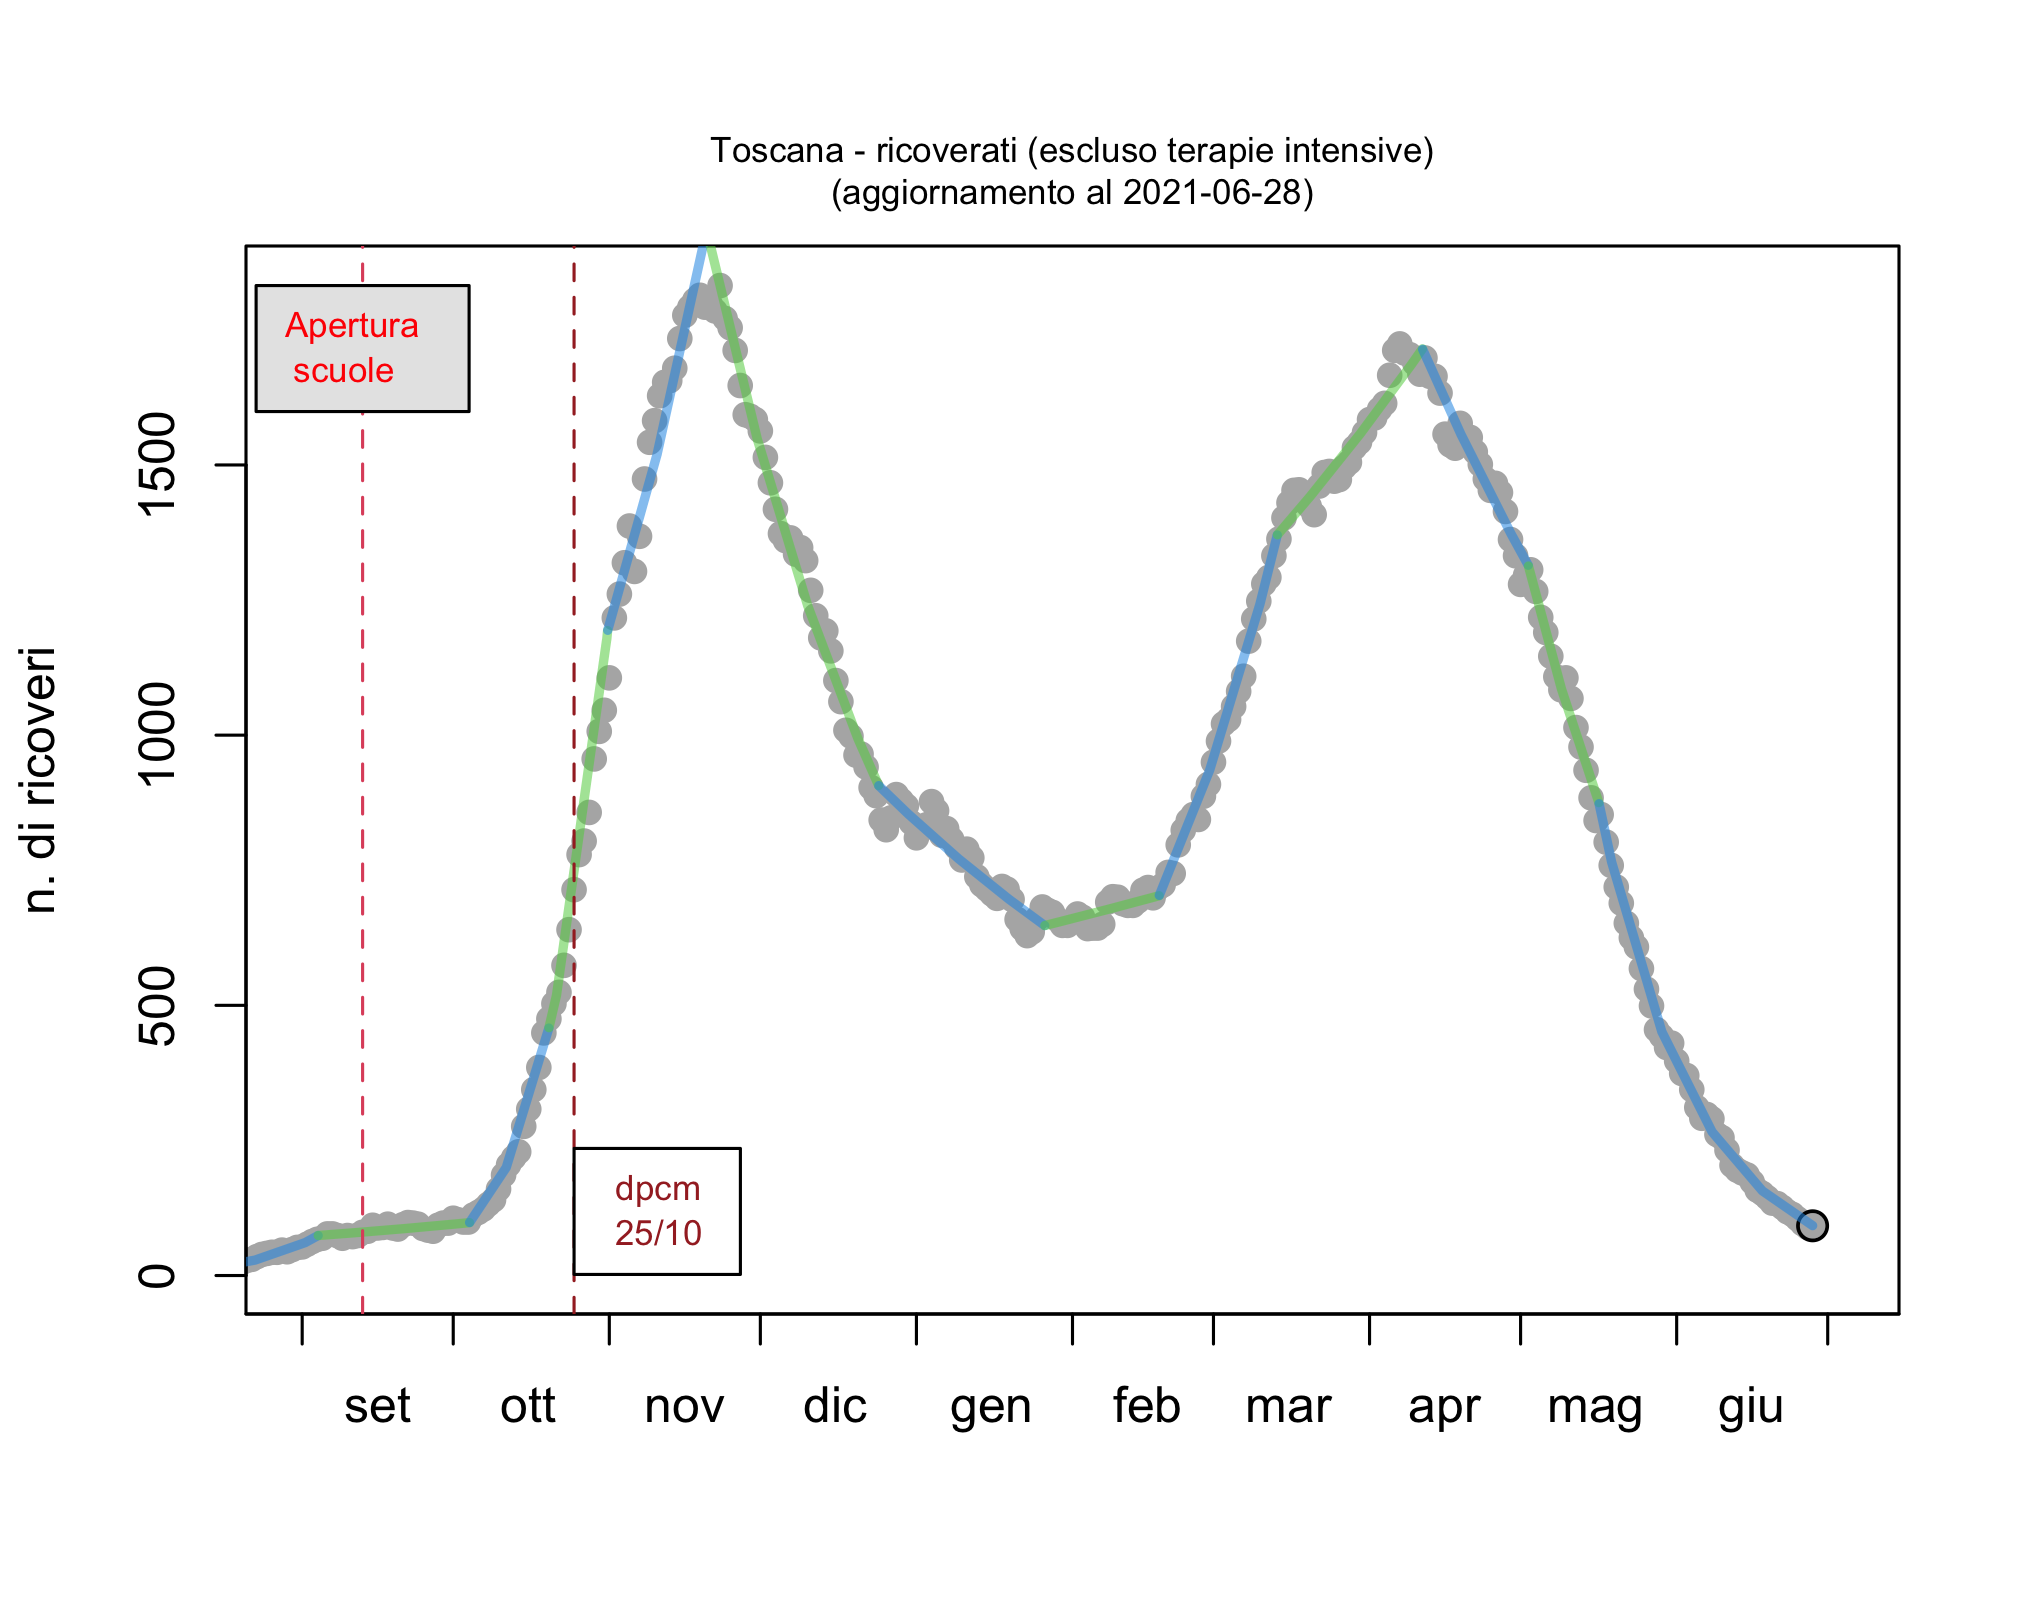 Toscana - ricoverati (escluso terapie intensive)
(aggiornamento al 2021-06-28)
Apertura
scuole
dpcm
25/10
n. di ricoveri
1500
1000
500
0
set ott nov dic gen feb mar apr mag giu